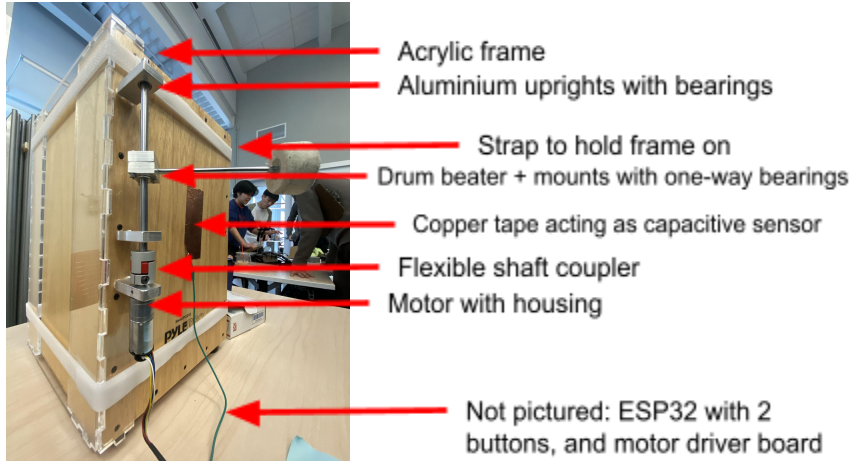 Acrylic frame
Aluminium uprights with bearings
Strap to hold frame on
Drum beater + mounts with one-way bearings
Copper tape acting as capacitive sensor
Flexible shaft coupler
Motor with housing
PYLE
Not pictured: ESP32 with 2
buttons, and motor driver board